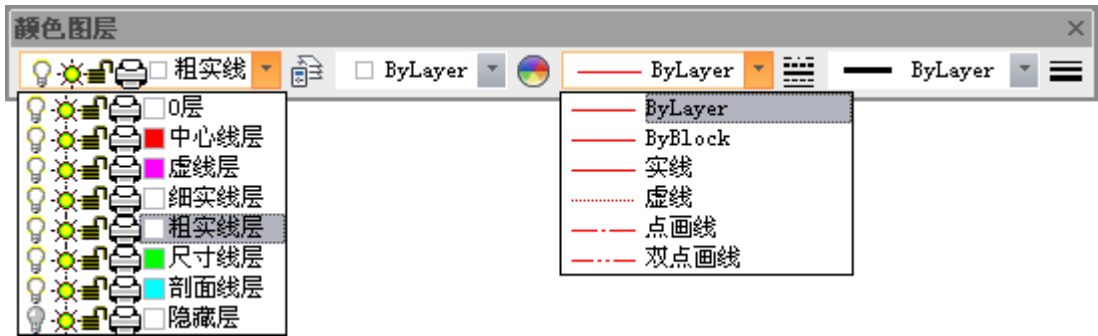 颜色图层
粗实线 ByLayer ByLayer ByLayer
0层
中心线层
虚线层
细实线层
粗实线层
尺寸线层
剖面线层
隐藏层
ByLayer
ByBlock
实线
虚线
点画线
双点画线